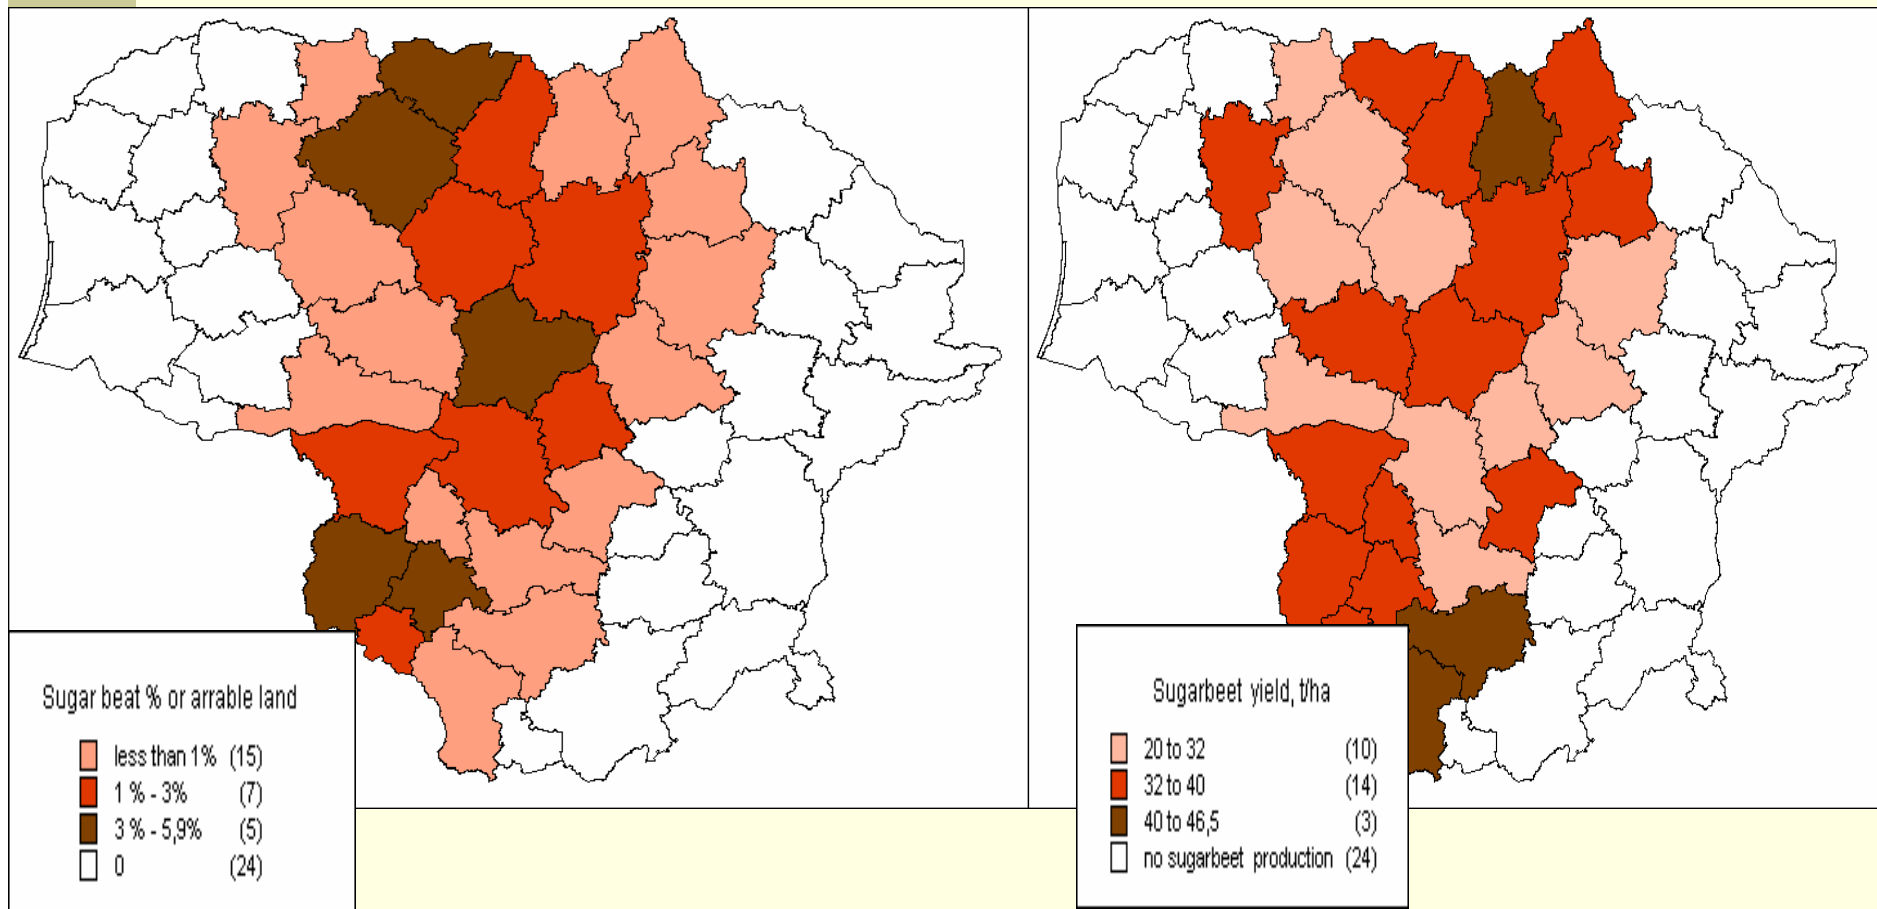 Sugar beat % or arrable land
less than 1% (15)
1 % - 3% (7)
3 % - 5,9% (5)
0 (24)
Sugarbeet yield, t/ha
20 to 32 (10)
32 to 40 (14)
40 to 46,5 (3)
no sugarbeet production (24)